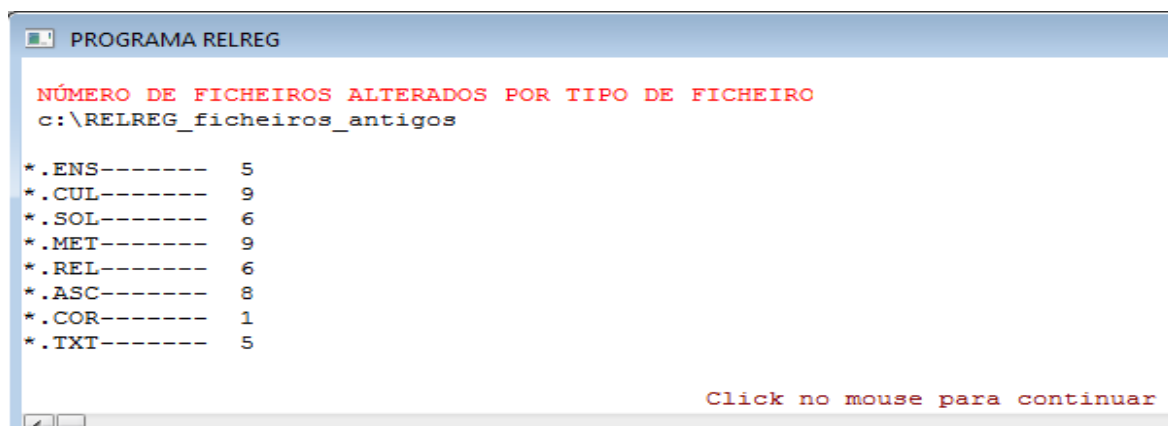 PROGRAMA RELREG
NÚMERO DE FICHEIROS ALTERADOS POR TIPO DE FICHEIRO
c:\RELREG_ficheiros_antigos
*.ENS------- 5
*.CUL------- 9
*.SOL------- 6
*.MET------- 9
*.REL------- 6
*.ASC------- 8
*.COR------- 1
*.TXT------- 5
Click no mouse para continuar